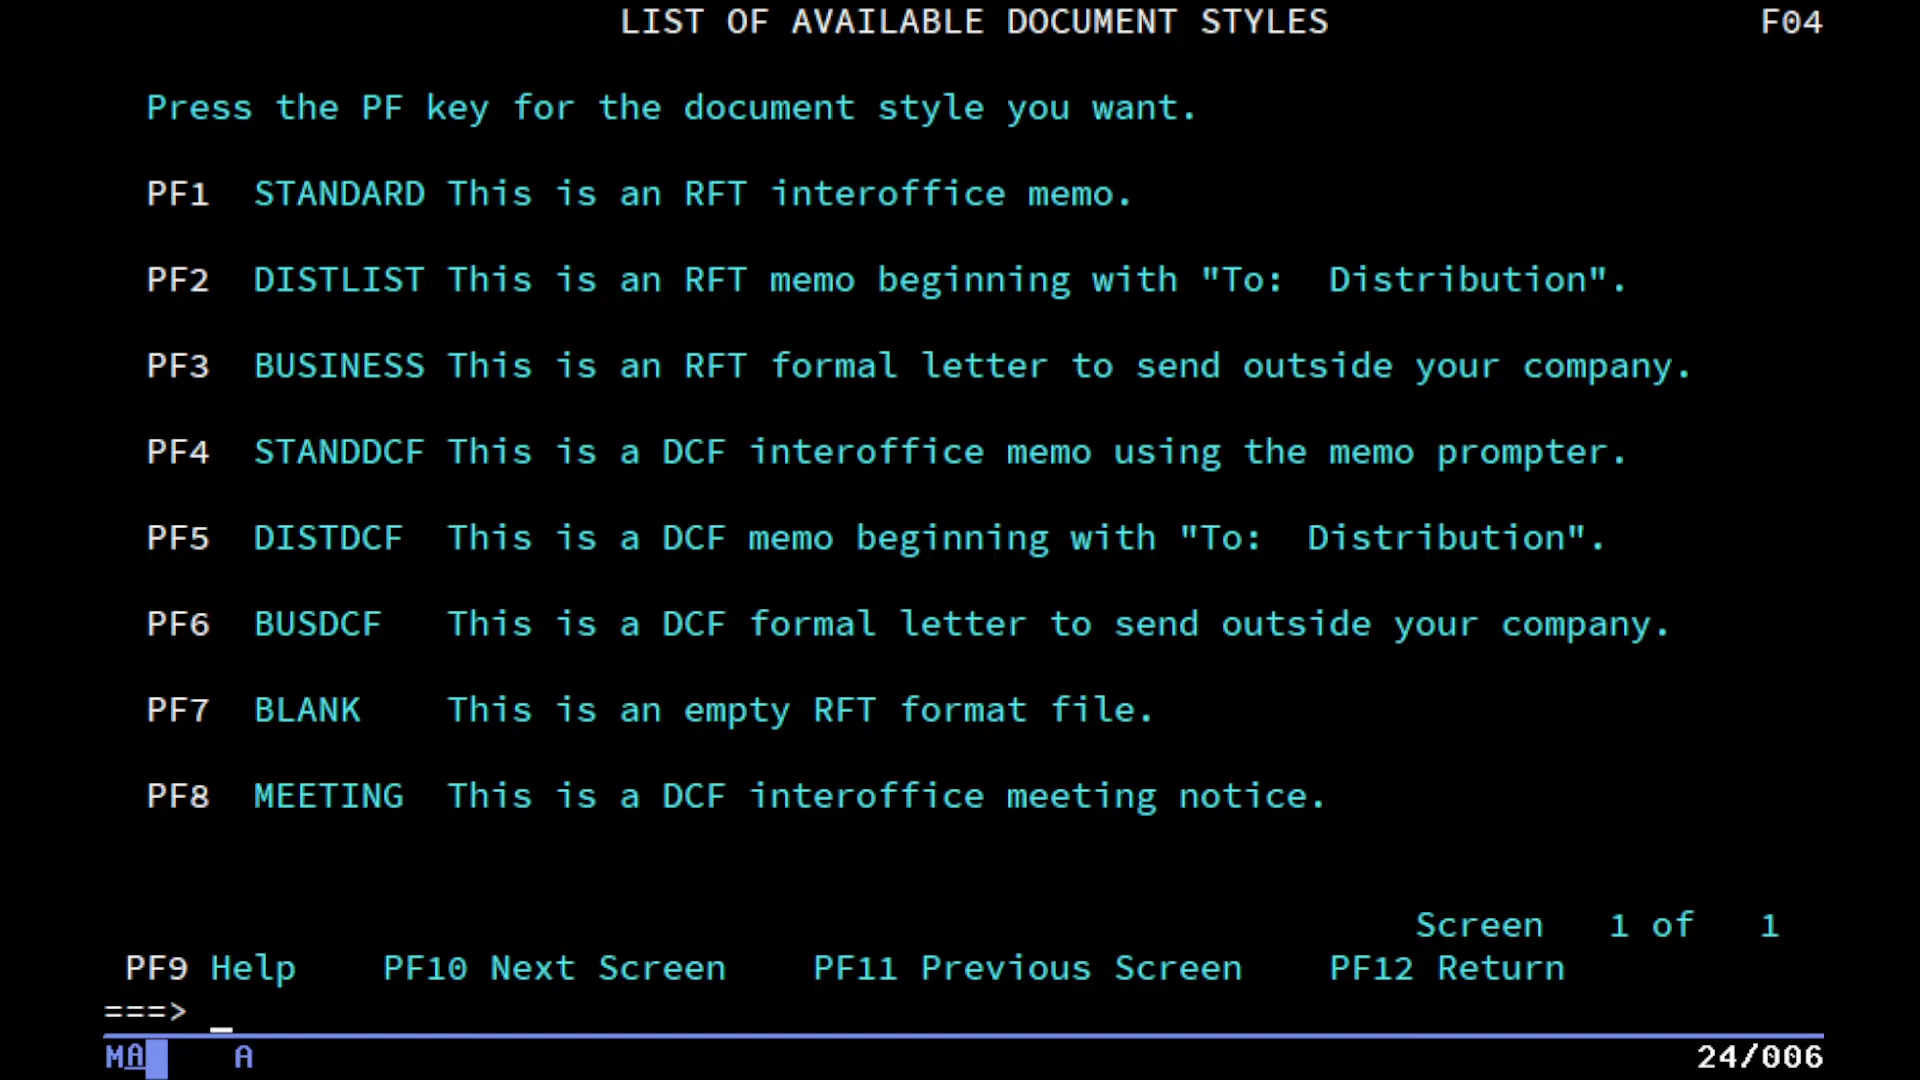 LIST OF AVAILABLE DOCUMENT STYLES F04
Press the PF key for the document style you want.
PF1 STANDARD This is an RFT interoffice memo.
PF2 DISTLIST This is an RFT memo beginning with "To:  Distribution".
PF3 BUSINESS This is an RFT formal letter to send outside your company.
PF4 STANDDCF This is a DCF interoffice memo using the memo prompter.
PF5 DISTDCF This is a DCF memo beginning with "To:  Distribution".
PF6 BUSDCF This is a DCF formal letter to send outside your company.
PF7 BLANK This is an empty RFT format file.
PF8 MEETING This is a DCF interoffice meeting notice.
Screen 1 of 1
PF9 Help PF10 Next Screen PF11 Previous Screen PF12 Return
===> _
MA A 24/006